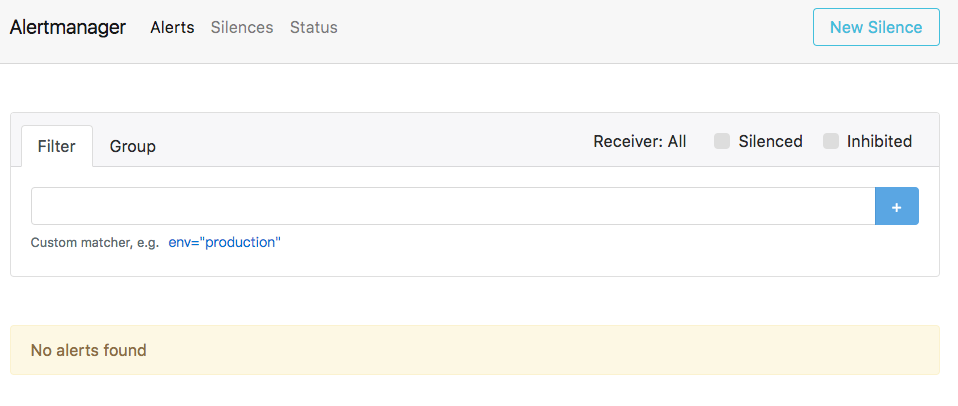 Alertmanager Alerts Silences Status New Silence
Filter Group Receiver: All Silenced Inhibited
+
Custom matcher, e.g. env="production"
No alerts found